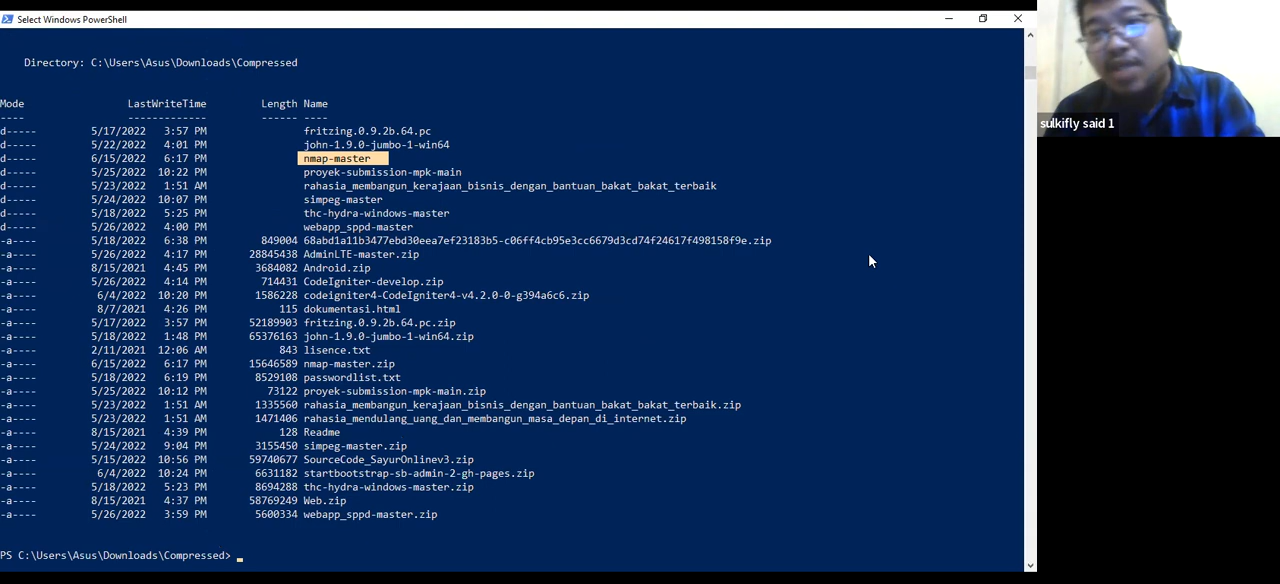 Select Windows PowerShell
Directory: C:\Users\Asus\Downloads\Compressed
Mode LastWriteTime Length Name
---- ------------- ------ ----
d----- 5/17/2022 3:57 PM fritzing.0.9.2b.64.pc
d----- 5/22/2022 4:01 PM john-1.9.0-jumbo-1-win64
d----- 6/15/2022 6:17 PM nmap-master
d----- 5/25/2022 10:22 PM proyek-submission-mpk-main
d----- 5/23/2022 1:51 AM rahasia_membangun_kerajaan_bisnis_dengan_bantuan_bakat_bakat_terbaik
d----- 5/24/2022 10:07 PM simpeg-master
d----- 5/18/2022 5:25 PM thc-hydra-windows-master
d----- 5/26/2022 4:00 PM webapp_sppd-master
-a---- 5/18/2022 6:38 PM 849004 68abd1a11b3477ebd30eea7ef23183b5-c06ff4cb95e3cc6679d3cd74f24617f498158f9e.zip
-a---- 5/26/2022 4:17 PM 28845438 AdminLTE-master.zip
-a---- 8/15/2021 4:45 PM 3684082 Android.zip
-a---- 5/26/2022 4:14 PM 714431 CodeIgniter-develop.zip
-a---- 6/4/2022 10:20 PM 1586228 codeigniter4-CodeIgniter4-v4.2.0-0-g394a6c6.zip
-a---- 8/7/2021 4:26 PM 115 dokumentasi.html
-a---- 5/17/2022 3:57 PM 52189903 fritzing.0.9.2b.64.pc.zip
-a---- 5/18/2022 1:48 PM 65376163 john-1.9.0-jumbo-1-win64.zip
-a---- 2/11/2021 12:06 AM 843 lisence.txt
-a---- 6/15/2022 6:17 PM 15646589 nmap-master.zip
-a---- 5/18/2022 6:19 PM 8529108 passwordlist.txt
-a---- 5/25/2022 10:12 PM 73122 proyek-submission-mpk-main.zip
-a---- 5/23/2022 1:51 AM 1335560 rahasia_membangun_kerajaan_bisnis_dengan_bantuan_bakat_bakat_terbaik.zip
-a---- 5/23/2022 1:51 AM 1471406 rahasia_mendulang_uang_dan_membangun_masa_depan_di_internet.zip
-a---- 8/15/2021 4:39 PM 128 Readme
-a---- 5/24/2022 9:04 PM 3155450 simpeg-master.zip
-a---- 5/15/2022 10:56 PM 59740677 SourceCode_SayurOnlinev3.zip
-a---- 6/4/2022 10:24 PM 6631182 startbootstrap-sb-admin-2-gh-pages.zip
-a---- 5/18/2022 5:23 PM 8694288 thc-hydra-windows-master.zip
-a---- 8/15/2021 4:37 PM 58769249 Web.zip
-a---- 5/26/2022 3:59 PM 5600334 webapp_sppd-master.zip
PS C:\Users\Asus\Downloads\Compressed>
sulkifly said 1